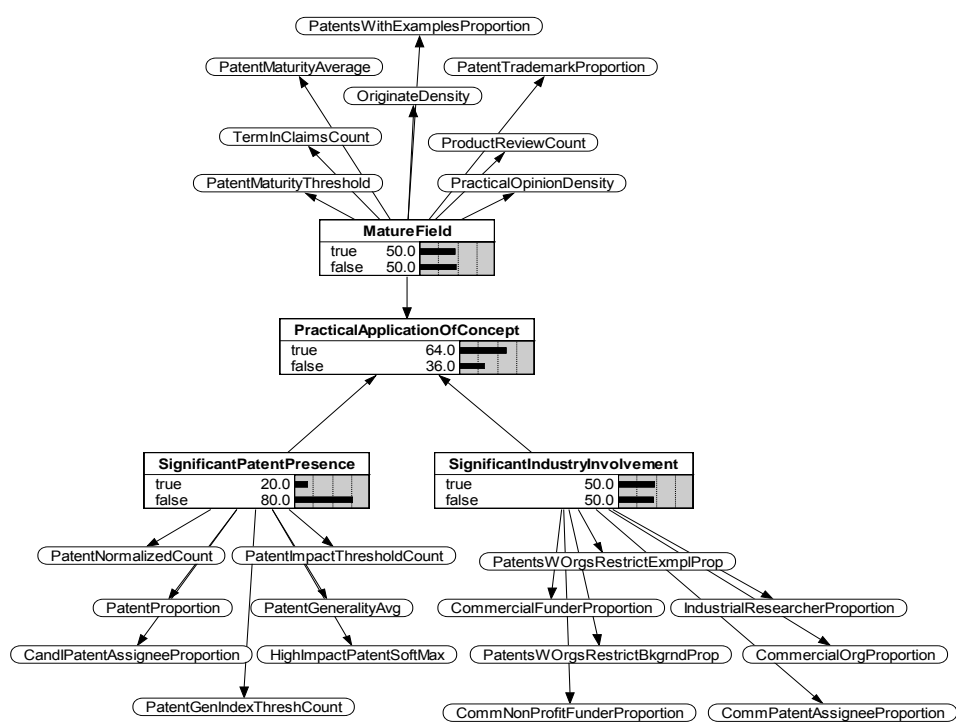 PatentsWithExamplesProportion
PatentMaturityAverage
PatentTrademarkProportion
OriginateDensity
TermInClaimsCount
ProductReviewCount
PatentMaturityThreshold
PracticalOpinionDensity
MatureField
true 50.0
false 50.0
PracticalApplicationOfConcept
true 64.0
false 36.0
SignificantPatentPresence
true 20.0
false 80.0
SignificantIndustryInvolvement
true 50.0
false 50.0
PatentNormalizedCount
PatentImpactThresholdCount
PatentsWOrgsRestrictExmplProp
PatentProportion
PatentGeneralityAvg
CommercialFunderProportion
IndustrialResearcherProportion
CandIPatentAssigneeProportion
HighImpactPatentSoftMax
PatentsWOrgsRestrictBkgrndProp
CommercialOrgProportion
PatentGenIndexThreshCount
CommNonProfitFunderProportion
CommPatentAssigneeProportion